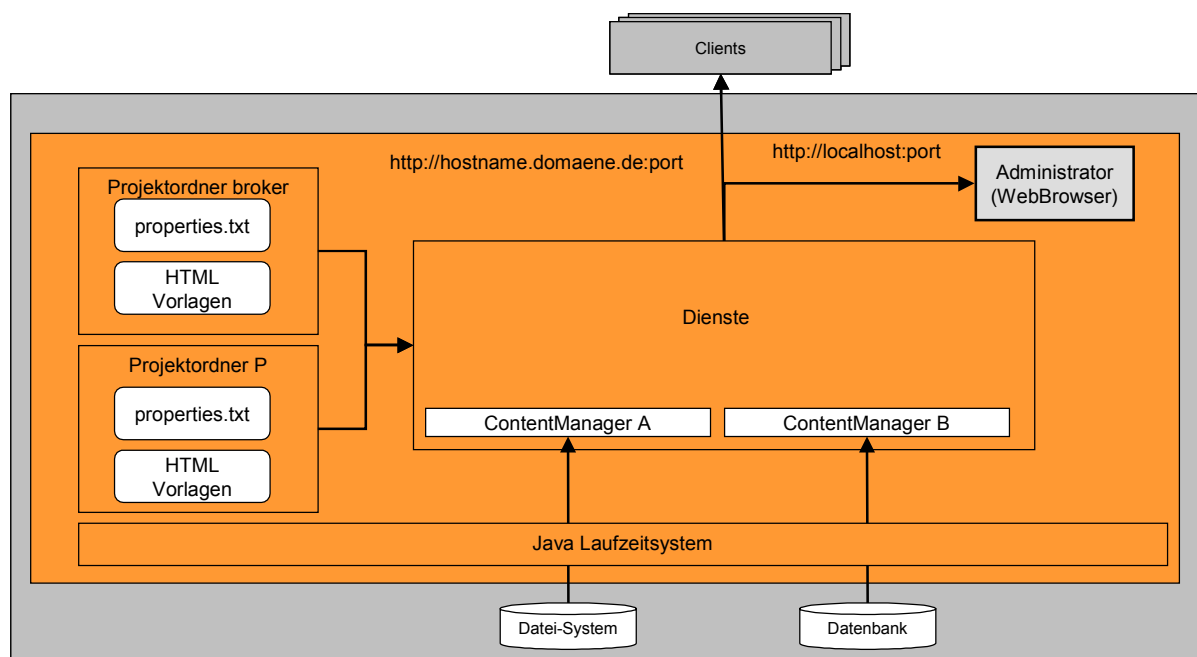 Clients
http://hostname.domaene.de:port
http://localhost:port
Administrator
(WebBrowser)
Projektordner broker
properties.txt
HTML
Vorlagen
Projektordner P
properties.txt
HTML
Vorlagen
Dienste
ContentManager A
ContentManager B
Java Laufzeitsystem
Datei-System
Datenbank